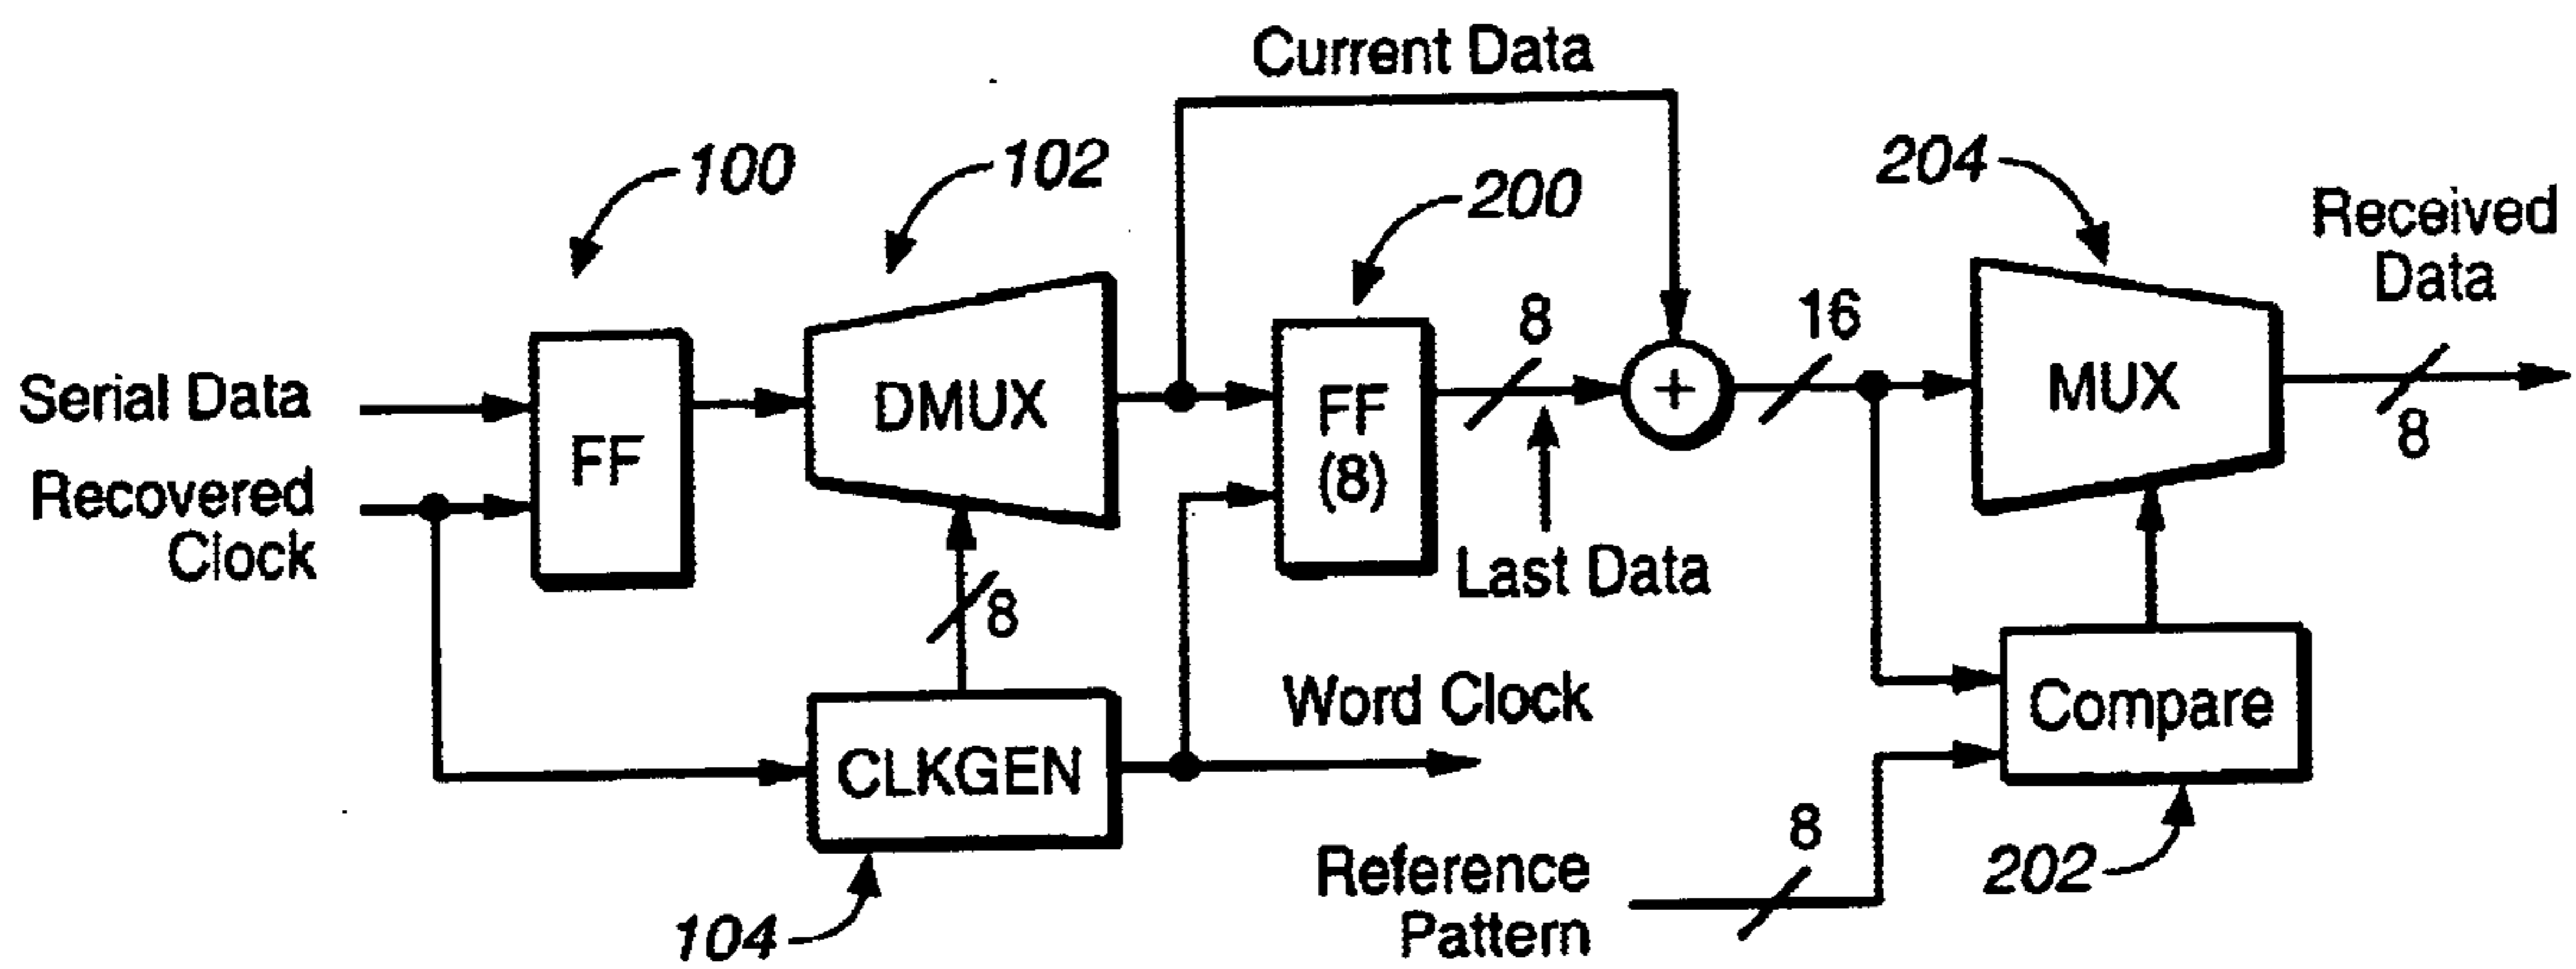 Current Data
100
102
200
204
Received
Data
8
16
Serial Data
FF
DMUX
FF
(8)
+
MUX
8
Recovered
Clock
Last Data
8
Word Clock
Compare
CLKGEN
8
Reference
Pattern
202
104